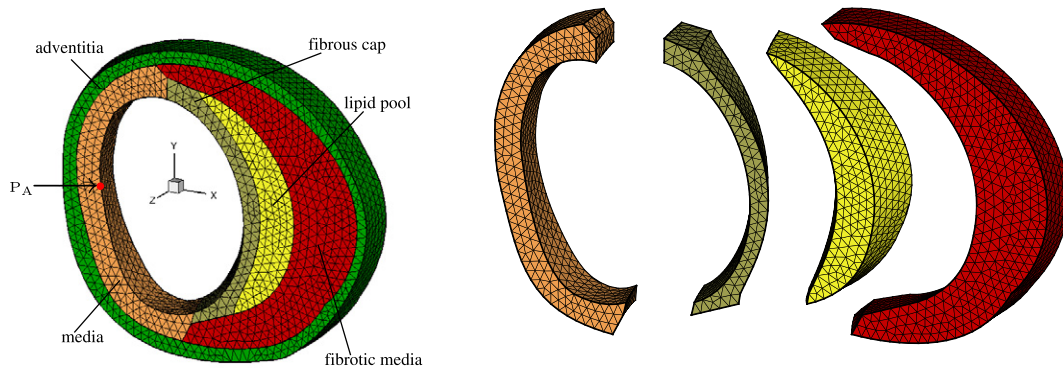 fibrous cap
adventitia
lipid pool
Y
Z
X
P_A
media
fibrotic media